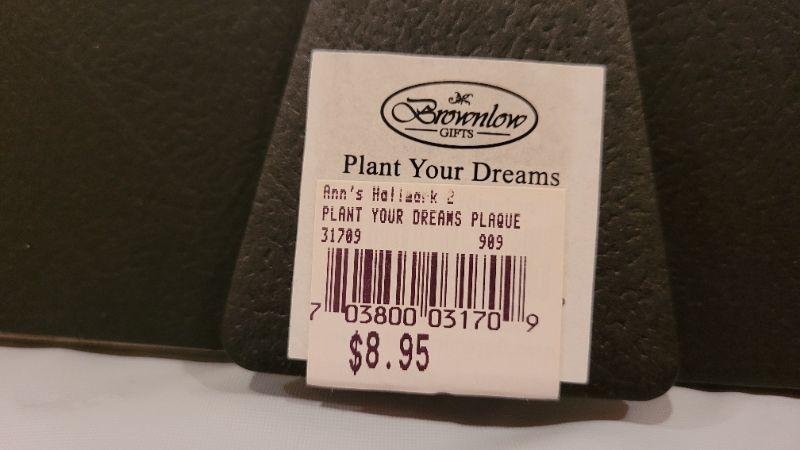 Brownlow
GIFTS
Plant Your Dreams
Ann's Hallmark 2
PLANT YOUR DREAMS PLAQUE
31709 909
7 03800 03170 9
$8.95